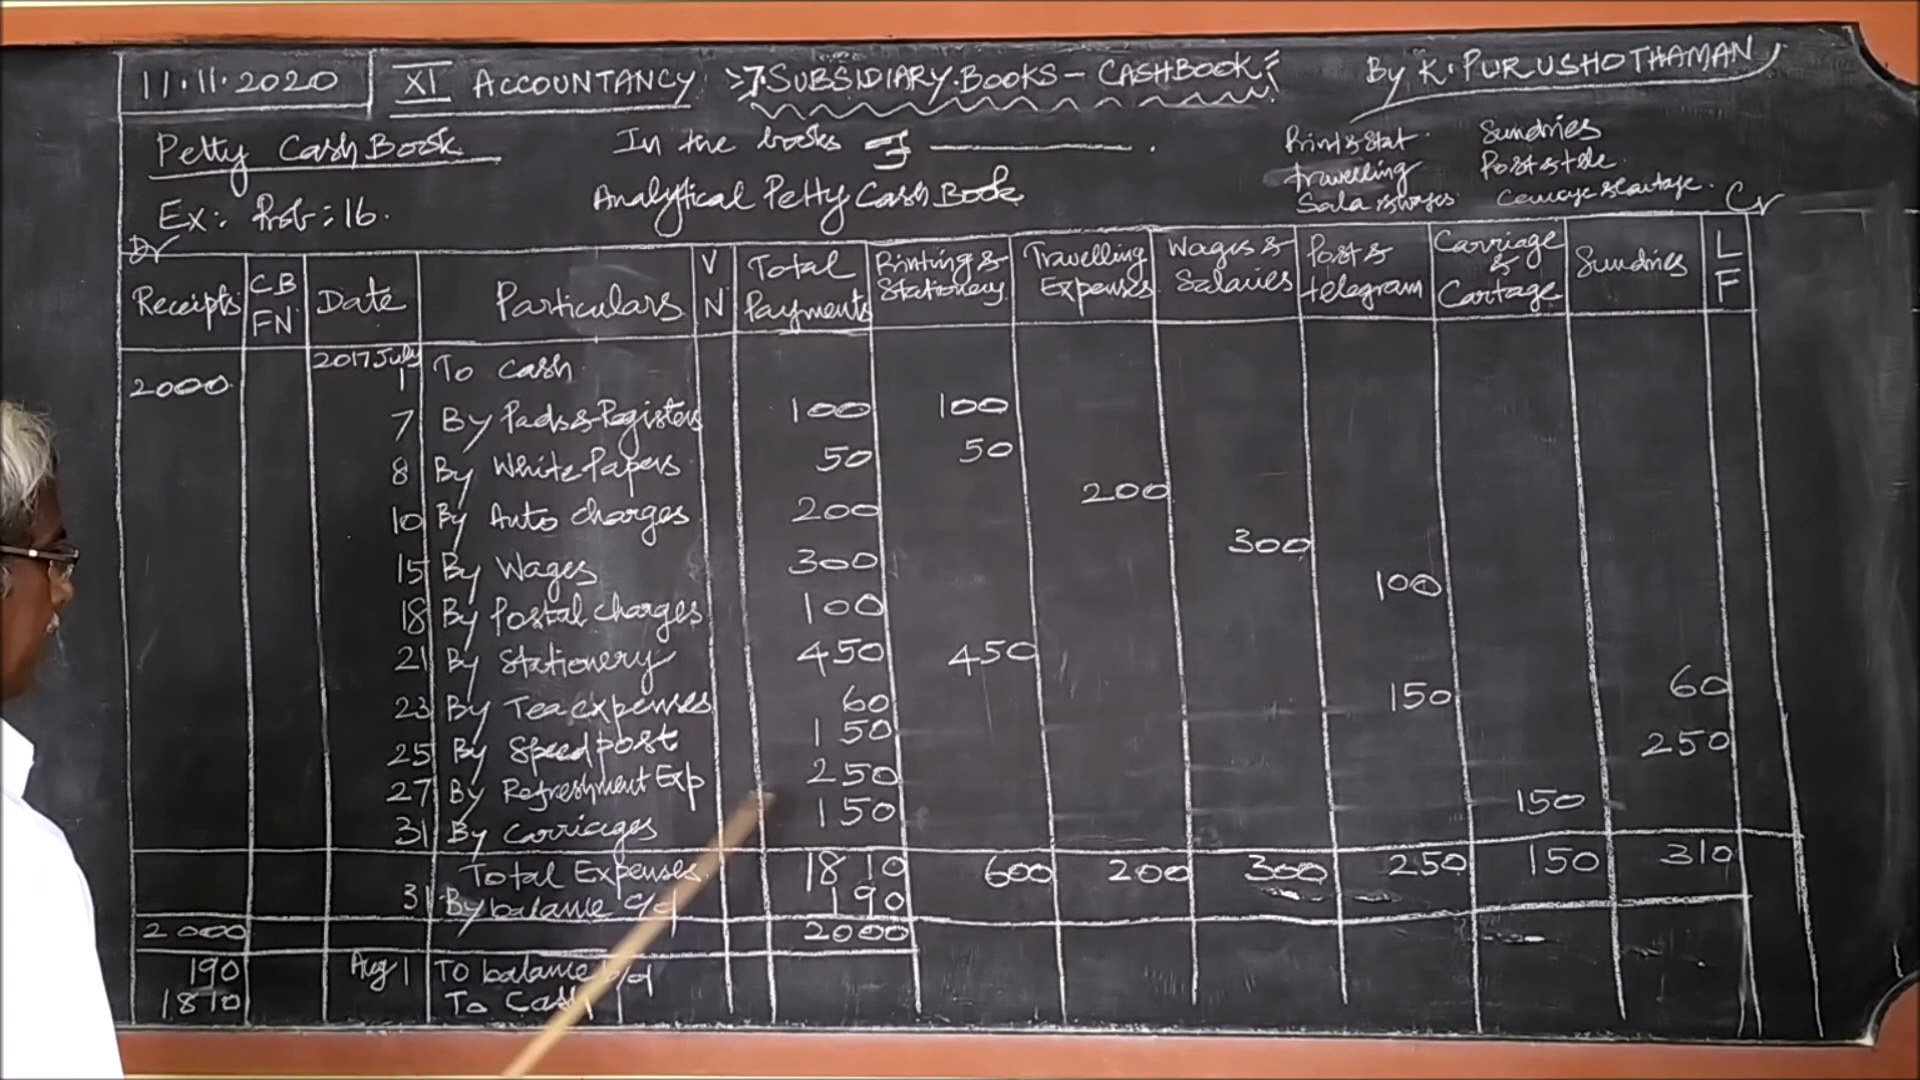 11.11.2020 XI ACCOUNTANCY :-> 7. SUBSIDIARY BOOKS - CASHBOOK By K. PURUSHOTHAMAN
Petty Cash Book In the books of ________ . Print & Stat Sundries
Travelling Post & tele
Ex: Prob: 16. Analytical Petty Cash Book Sala & wages Carriage & Cartage.
Dr Cr
Receipts CB FN Date Particulars V N Total Payments Printing & Stationery Travelling Expenses Wages & Salaries Post & telegram Carriage & Cartage Sundries L F
2000 2017 July 1 To Cash
7 By Pads & Registers 100 100
8 By White Papers 50 50
10 By Auto charges 200 200
15 By Wages 300 300
18 By Postal charges 100 100
21 By Stationery 450 450
23 By Tea expenses 60 60
25 By Speed post 150 150
27 By Refreshment Exp 250 250
31 By Carriages 150 150
Total Expenses 1810 600 200 300 250 150 310
31 By balance c/d 190
2000 2000
190 Aug 1 To balance b/d
1810 To Cash